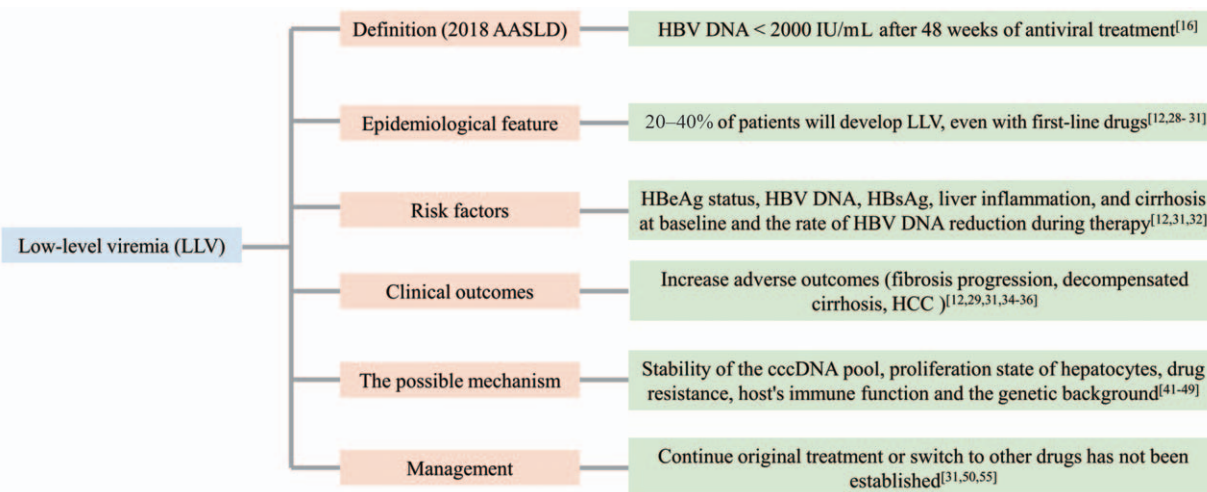 Definition (2018 AASLD)
HBV DNA < 2000 IU/mL after 48 weeks of antiviral treatment[16]
Epidemiological feature
20–40% of patients will develop LLV, even with first-line drugs[12,28- 31]
Risk factors
HBeAg status, HBV DNA, HBsAg, liver inflammation, and cirrhosis
at baseline and the rate of HBV DNA reduction during therapy[12,31,32]
Low-level viremia (LLV)
Clinical outcomes
Increase adverse outcomes (fibrosis progression, decompensated
cirrhosis, HCC )[12,29,31,34-36]
The possible mechanism
Stability of the cccDNA pool, proliferation state of hepatocytes, drug
resistance, host's immune function and the genetic background[41-49]
Management
Continue original treatment or switch to other drugs has not been
established[31,50,55]